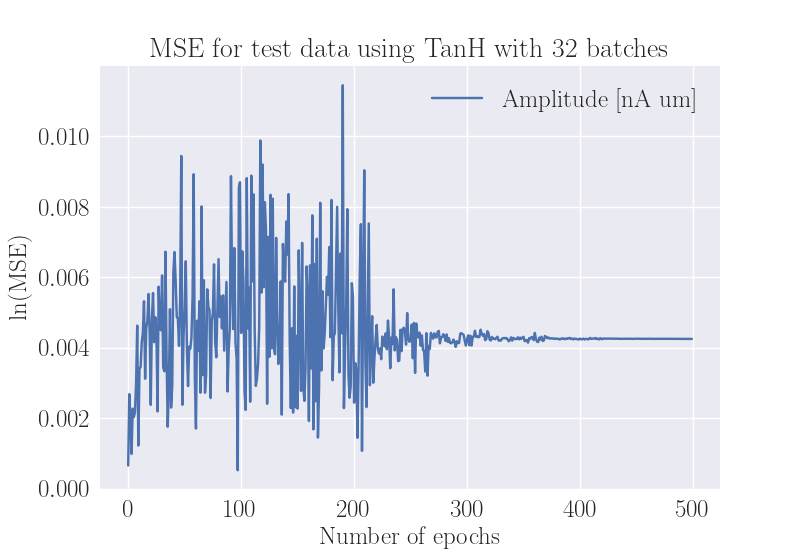 MSE for test data using TanH with 32 batches
Amplitude [nA um]
0.010
0.008
0.006
0.004
0.002
0.000
ln(MSE)
0 100 200 300 400 500
Number of epochs